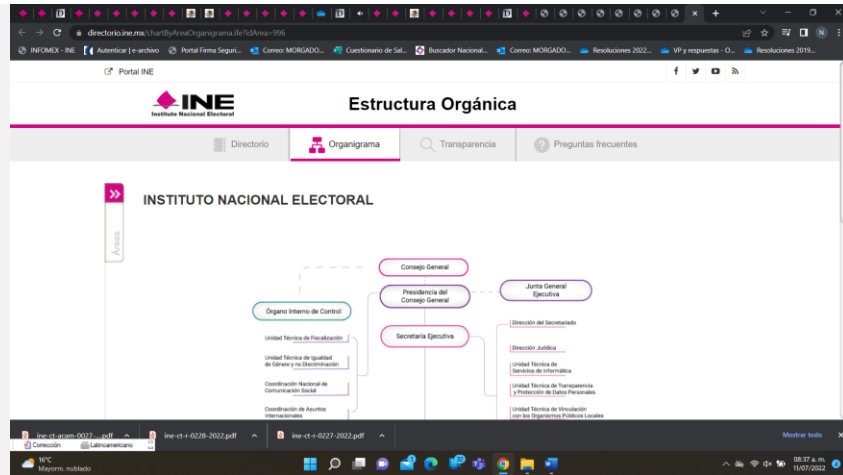 directorio.ine.mx/chartByAreaOrganigrama.ife?idArea=996
INFOMEX - INE
Autenticar | e-archivo
Portal Firma Seguri...
Correo: MORGADO...
Cuestionario de Sal...
Buscador Nacional...
Correo: MORGADO...
Resoluciones 2022...
VP y respuestas - O...
Resoluciones 2019...
Portal INE
INE
Instituto Nacional Electoral
Estructura Orgánica
Directorio
Organigrama
Transparencia
Preguntas frecuentes
Áreas
INSTITUTO NACIONAL ELECTORAL
Consejo General
Presidencia del
Consejo General
Junta General
Ejecutiva
Órgano Interno de Control
Secretaría Ejecutiva
Unidad Técnica de Fiscalización
Unidad Técnica de Igualdad
de Género y no Discriminación
Coordinación Nacional de
Comunicación Social
Coordinación de Asuntos
Internacionales
Dirección del Secretariado
Dirección Jurídica
Unidad Técnica de
Servicios de Informática
Unidad Técnica de Transparencia
y Protección de Datos Personales
Unidad Técnica de Vinculación
con los Organismos Públicos Locales
ine-ct-acam-0027-....pdf
ine-ct-r-0228-2022.pdf
ine-ct-r-0227-2022.pdf
Mostrar todo
Corrección
Latinoamericano
16°C
Mayorm. nublado
08:37 a. m.
11/07/2022